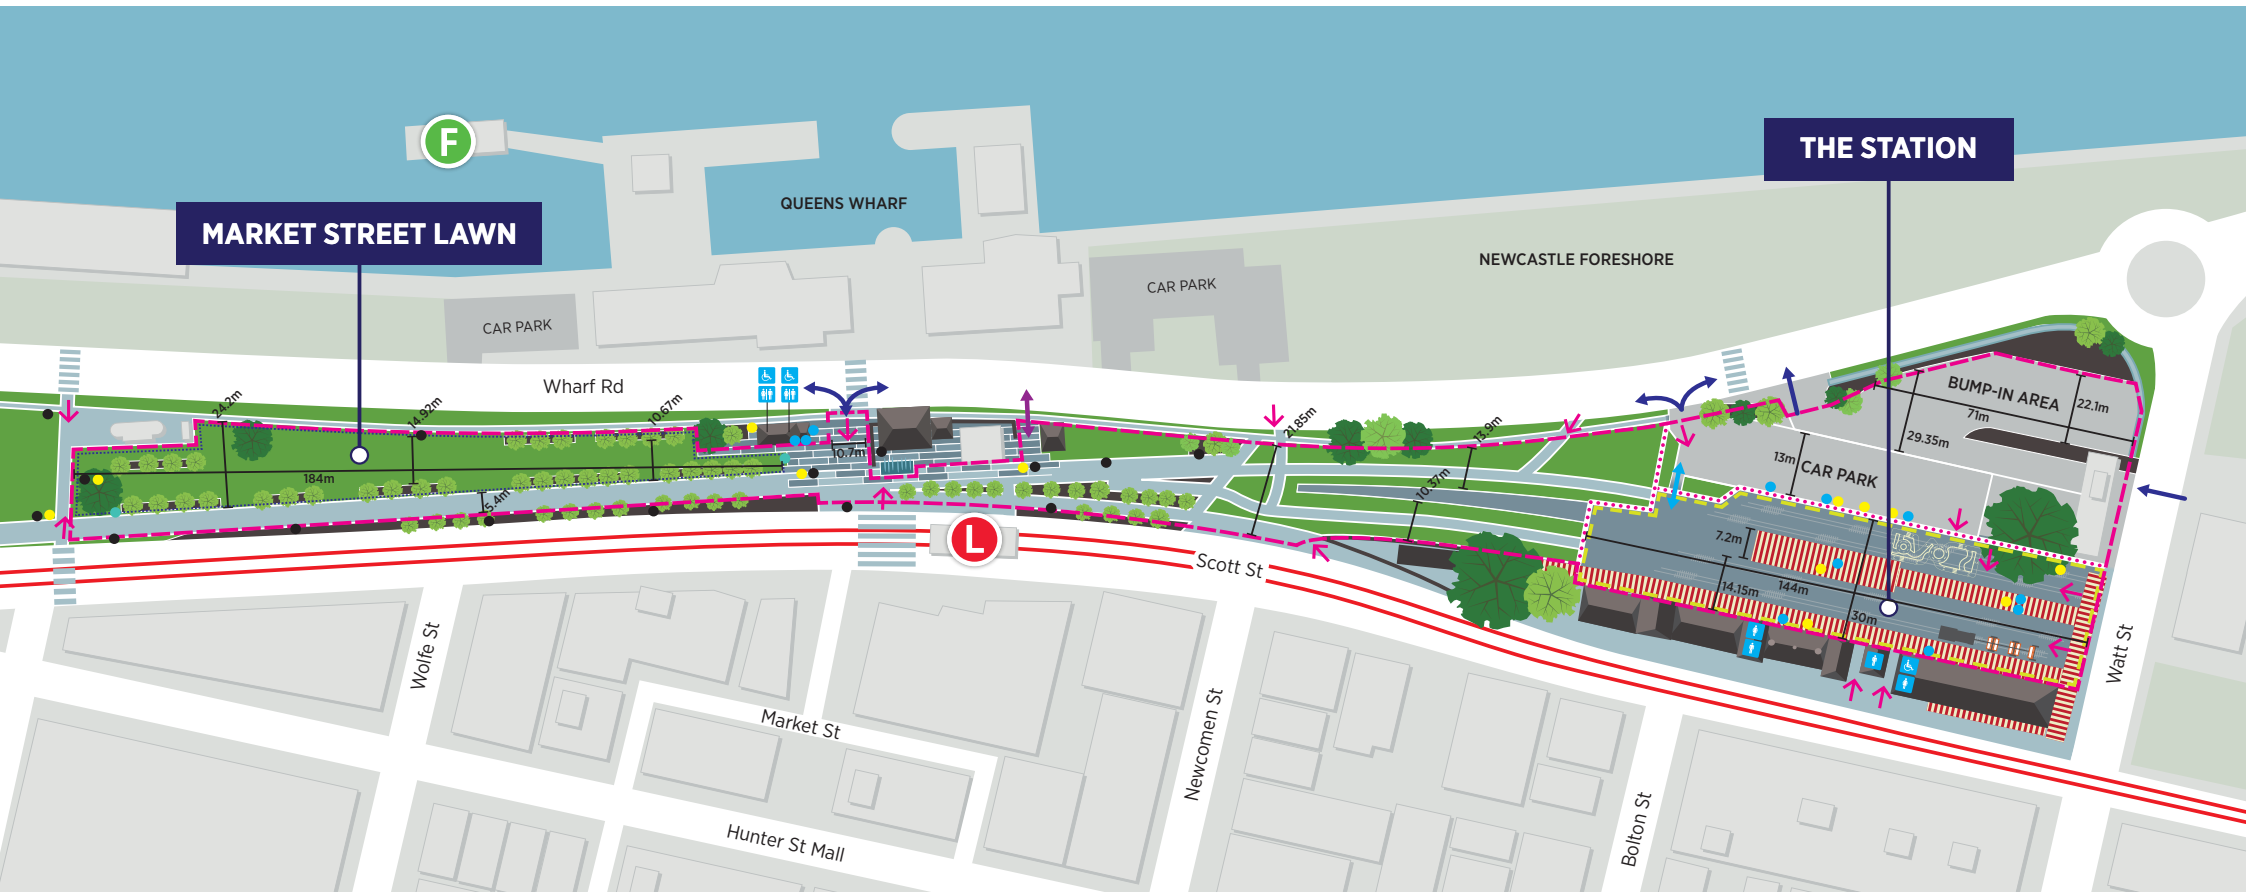 F
THE STATION
QUEENS WHARF
MARKET STREET LAWN
NEWCASTLE FORESHORE
CAR PARK
CAR PARK
Wharf Rd
24.2m
14.92m
10.67m
10.7m
184m
5.4m
21.85m
13.9m
10.37m
BUMP-IN AREA
22.1m
71m
29.35m
13m
CAR PARK
7.2m
14.15m
144m
30m
L
Scott St
Wolfe St
Market St
Newcomen St
Hunter St Mall
Bolton St
Watt St